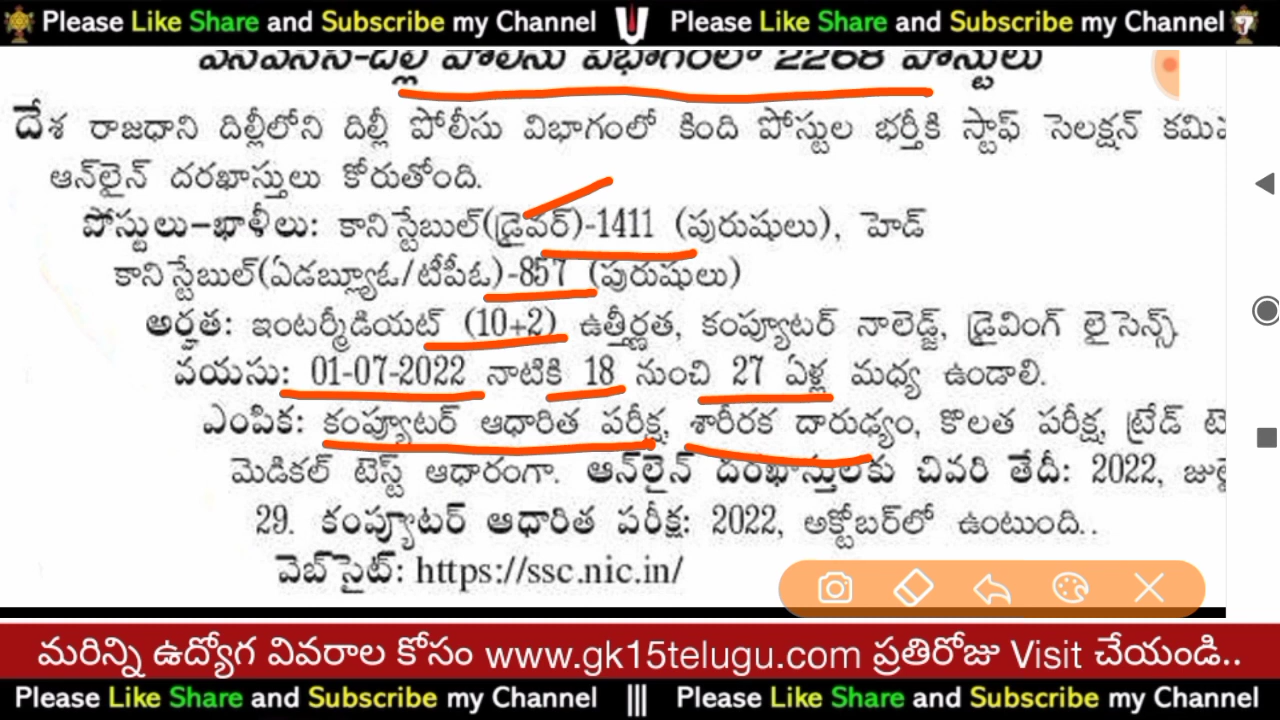 Please Like Share and Subscribe my Channel Please Like Share and Subscribe my Channel
ఎస్ఎస్‌సీ-దిల్లీ పోలీసు విభాగంలో 2268 పోస్టులు
దేశ రాజధాని దిల్లీలోని దిల్లీ పోలీసు విభాగంలో కింది పోస్టుల భర్తీకి స్టాఫ్ సెలక్షన్
ఆన్‌లైన్ దరఖాస్తులు కోరుతోంది.
పోస్టులు-ఖాళీలు: కానిస్టేబుల్(డ్రైవర్)-1411 (పురుషులు), హెడ్
కానిస్టేబుల్(ఏడబ్ల్యూఓ/టీపీఓ)-857 (పురుషులు)
అర్హత: ఇంటర్మీడియట్ (10+2) ఉత్తీర్ణత, కంప్యూటర్ నాలెడ్జ్, డ్రైవింగ్ లైసెన్స్.
వయసు: 01-07-2022 నాటికి 18 నుంచి 27 ఏళ్ల మధ్య ఉండాలి.
ఎంపిక: కంప్యూటర్ ఆధారిత పరీక్ష, శారీరక దారుఢ్యం, కొలత పరీక్ష, ట్రేడ్
మెడికల్ టెస్ట్ ఆధారంగా. ఆన్‌లైన్ దరఖాస్తులకు చివరి తేదీ: 2022,
29. కంప్యూటర్ ఆధారిత పరీక్ష: 2022, అక్టోబర్‌లో ఉంటుంది..
వెబ్‌సైట్: https://ssc.nic.in/
మరిన్ని ఉద్యోగ వివరాల కోసం www.gk15telugu.com ప్రతిరోజు Visit చేయండి..
Please Like Share and Subscribe my Channel ||| Please Like Share and Subscribe my Channel